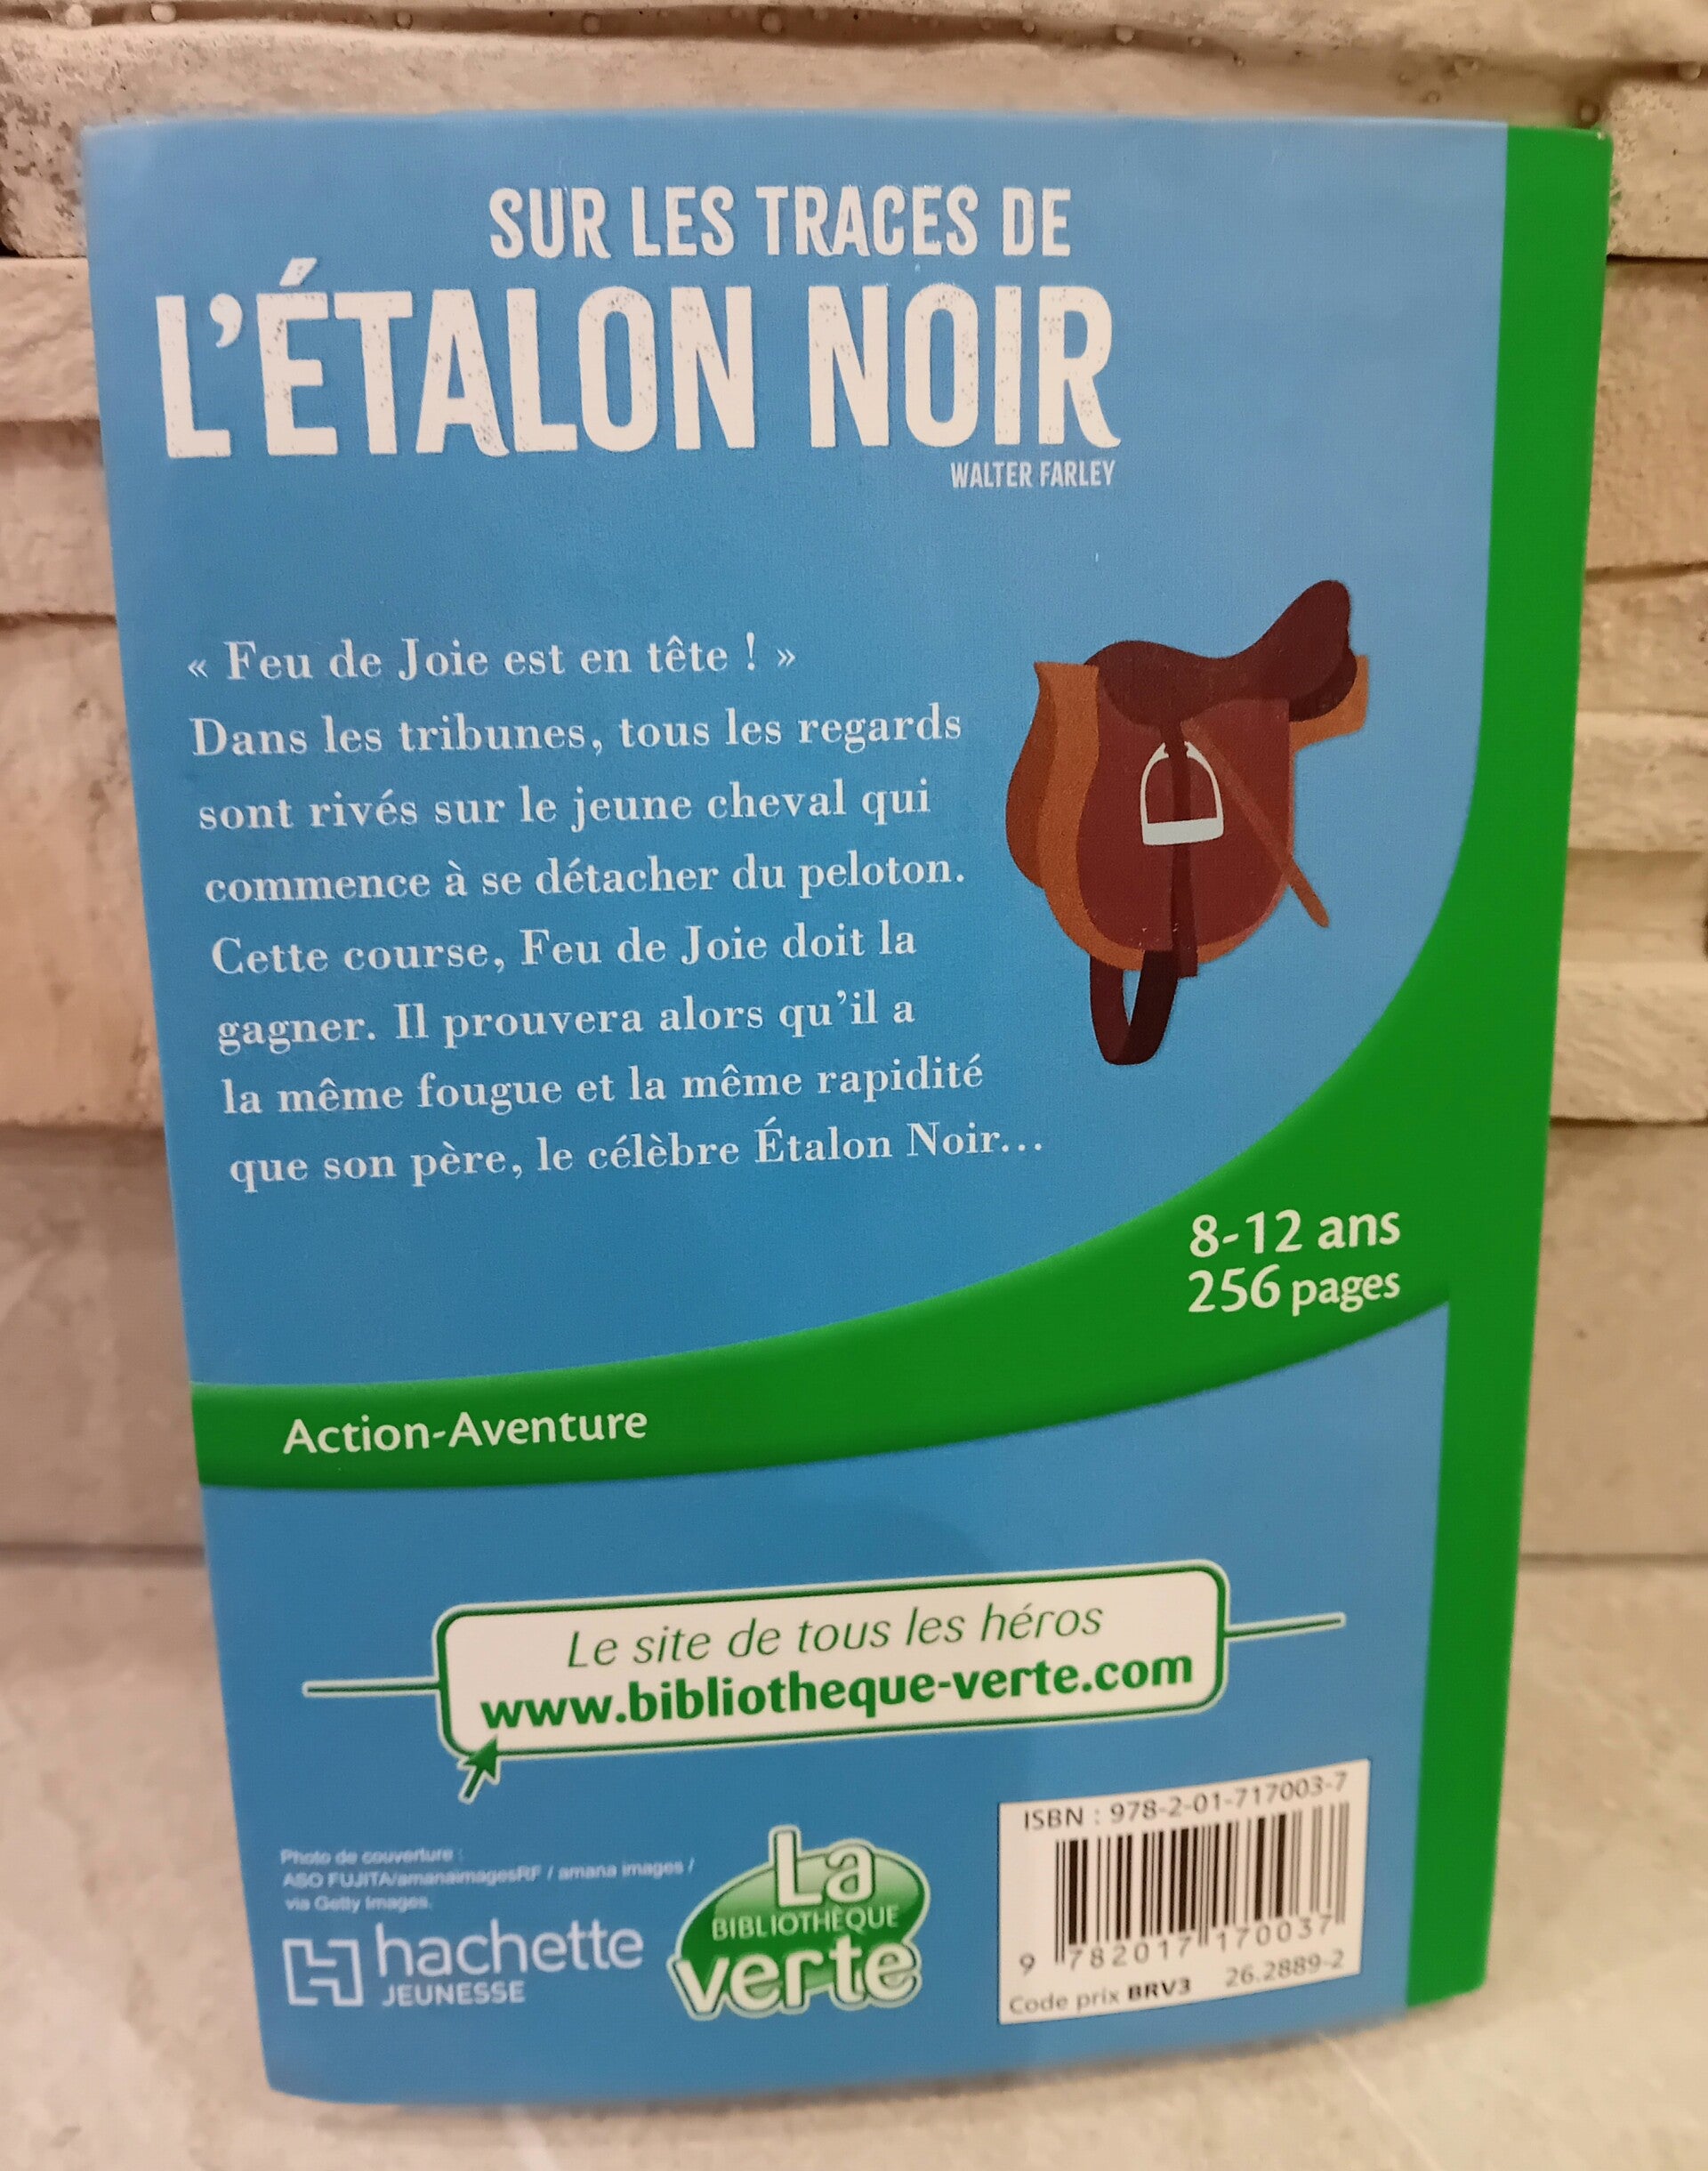 SUR LES TRACES DE
L'ÉTALON NOIR
WALTER FARLEY
« Feu de Joie est en tête ! »
Dans les tribunes, tous les regards
sont rivés sur le jeune cheval qui
commence à se détacher du peloton.
Cette course, Feu de Joie doit la
gagner. Il prouvera alors qu'il a
la même fougue et la même rapidité
que son père, le célèbre Étalon Noir...
8-12 ans
256 pages
Action-Aventure
Le site de tous les héros
www.bibliotheque-verte.com
Photo de couverture :
ASO FUJITA/amanaimagesRF / amana images /
via Getty Images.
hachette
JEUNESSE
La
BIBLIOTHÈQUE
verte
ISBN : 978-2-01-717003-7
9 782017 170037
Code prix BRV3 26.2889-2